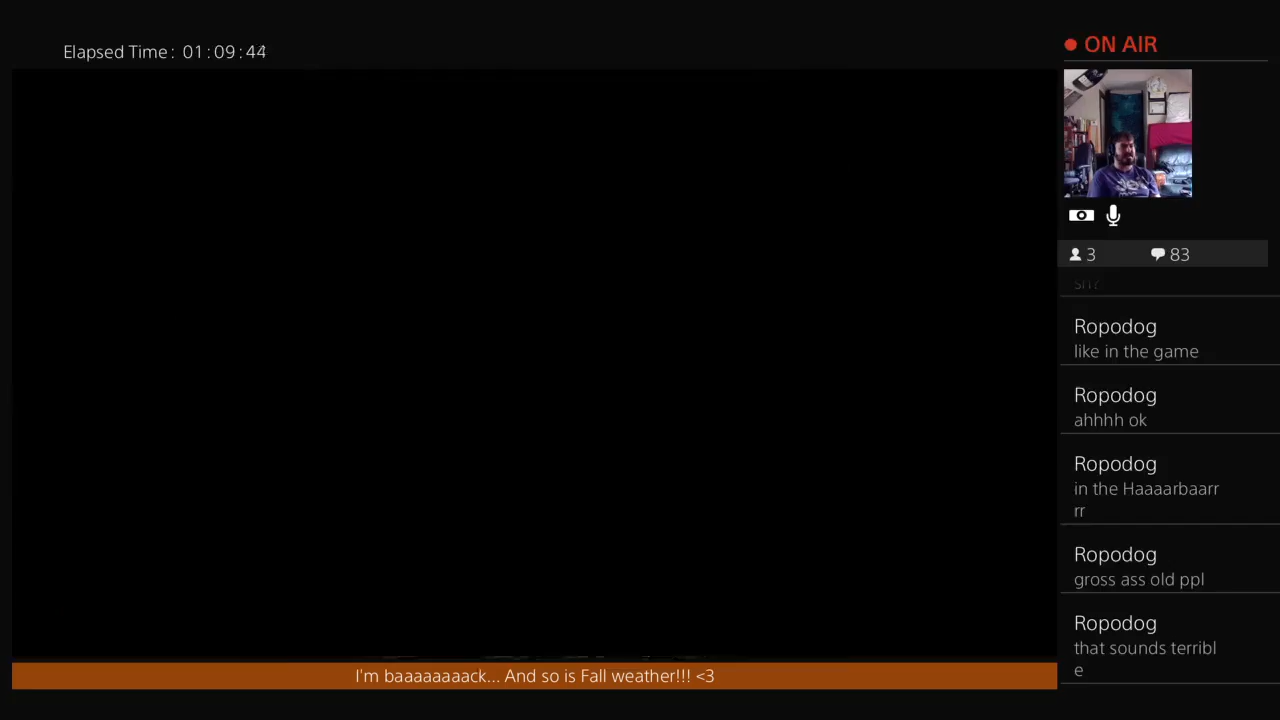 Elapsed Time: 01:09:44
ON AIR
3 83
Ropodog
like in the game
Ropodog
ahhhh ok
Ropodog
in the Haaaarbaarr
rr
Ropodog
gross ass old ppl
Ropodog
that sounds terribl
e
I'm baaaaaaack... And so is Fall weather!!! <3